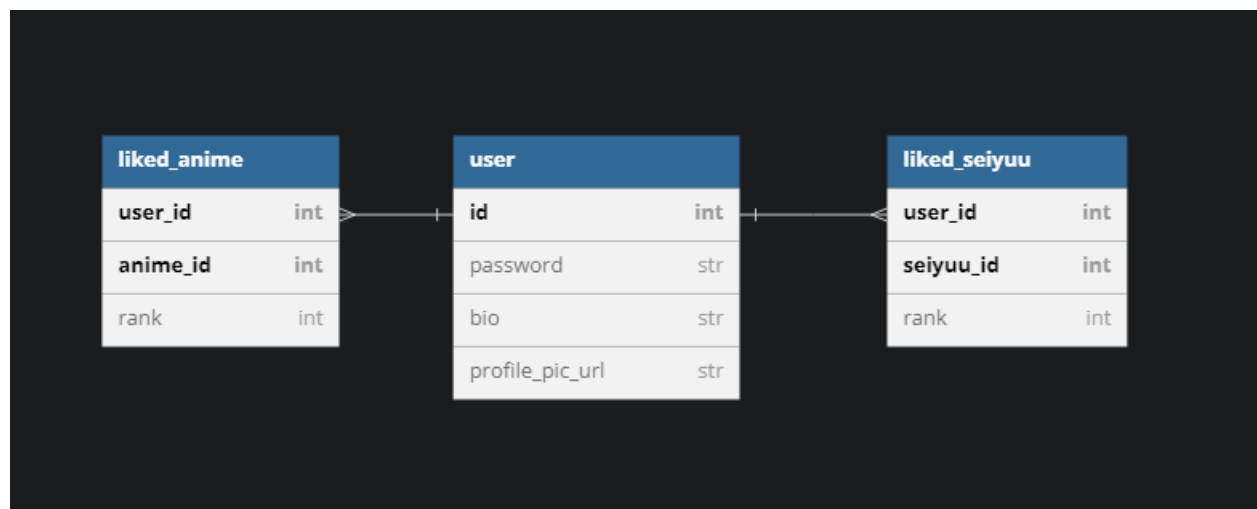 liked_anime
user_id int
anime_id int
rank int
user
id int
password str
bio str
profile_pic_url str
liked_seiyuu
user_id int
seiyuu_id int
rank int